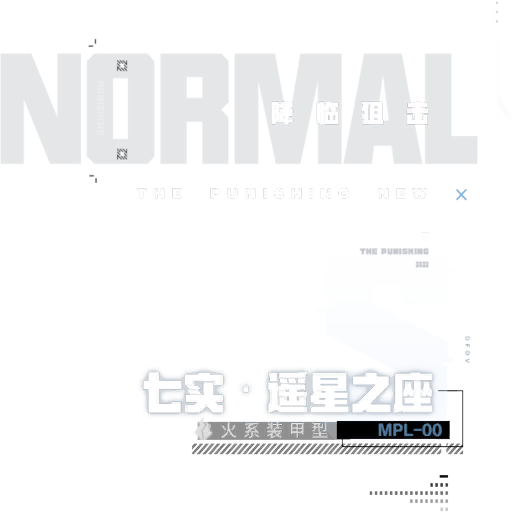 NORMAL
降临狙击
THE PUNISHING NEW
THE PUNISHING
七实·遥星之座
火系装甲型 MPL-00